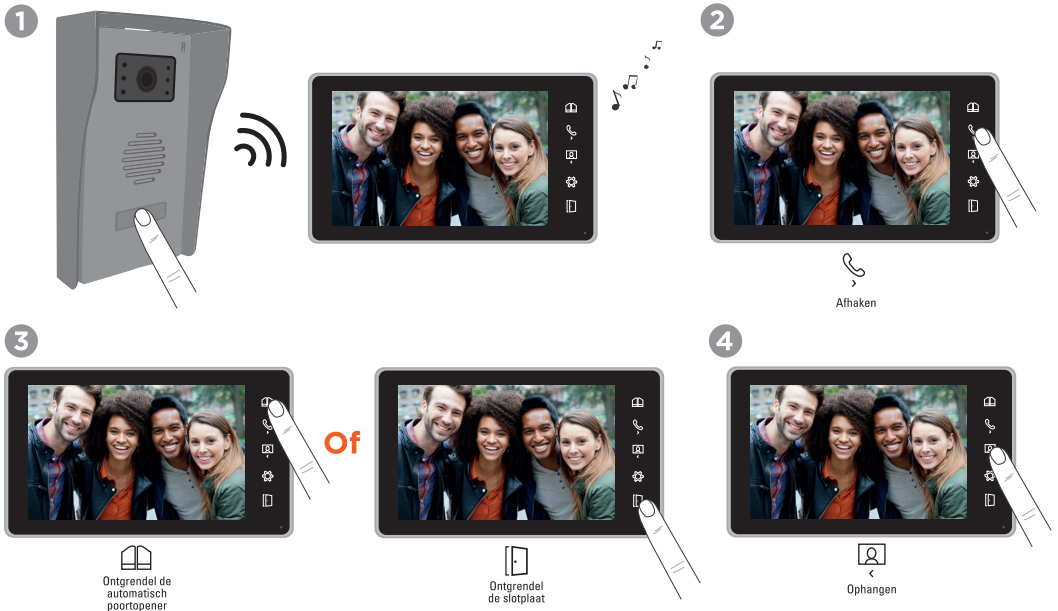 1
2
Afhaken
3
Of
4
Ontgrendel de
automatisch
poortopener
Ontgrendel
de slotplaat
Ophangen